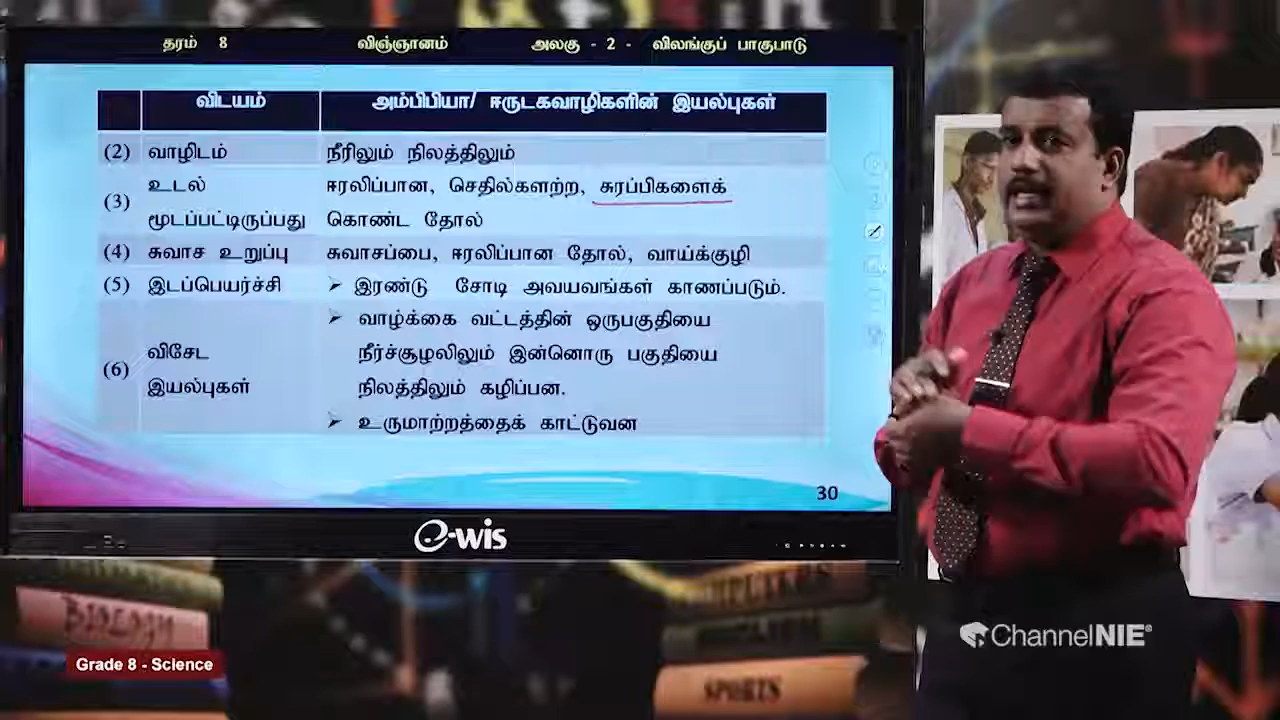 தரம் 8 விஞ்ஞானம் அலகு - 2 - விலங்குப் பாகுபாடு
விடயம் அம்பிபியா/ ஈருடகவாழிகளின் இயல்புகள்
(2) வாழிடம் நீரிலும் நிலத்திலும்
(3) உடல் ஈரலிப்பான, செதில்களற்ற, சுரப்பிகளைக்
மூடப்பட்டிருப்பது கொண்ட தோல்
(4) சுவாச உறுப்பு சுவாசப்பை, ஈரலிப்பான தோல், வாய்க்குழி
(5) இடப்பெயர்ச்சி ➤ இரண்டு சோடி அவயவங்கள் காணப்படும்.
(6) விசேட இயல்புகள் ➤ வாழ்க்கை வட்டத்தின் ஒருபகுதியை
நீர்ச்சூழலிலும் இன்னொரு பகுதியை
நிலத்திலும் கழிப்பன.
➤ உருமாற்றத்தைக் காட்டுவன
30
e-wis
BIOLOGY
SPORTS
Grade 8 - Science
ChannelNIE